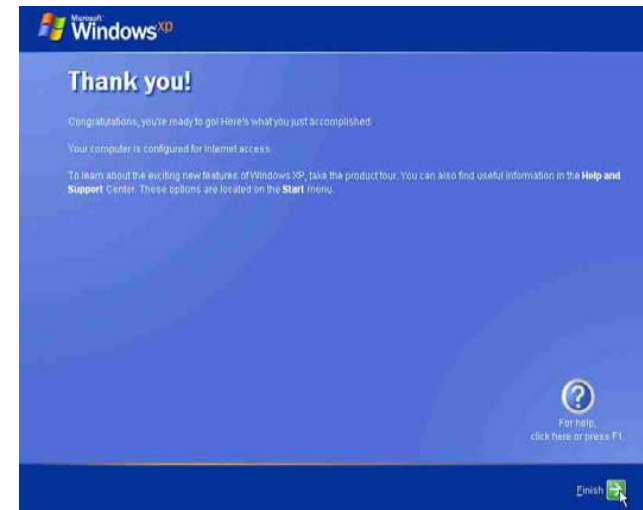 Microsoft
Windows xp
Thank you!
Congratulations, you're ready to go! Here's what you just accomplished.
Your computer is configured for Internet access.
To learn about the exciting new features of Windows XP, take the product tour. You can also find useful information in the Help and
Support Center. These options are located on the Start menu.
For help,
click here or press F1.
Finish